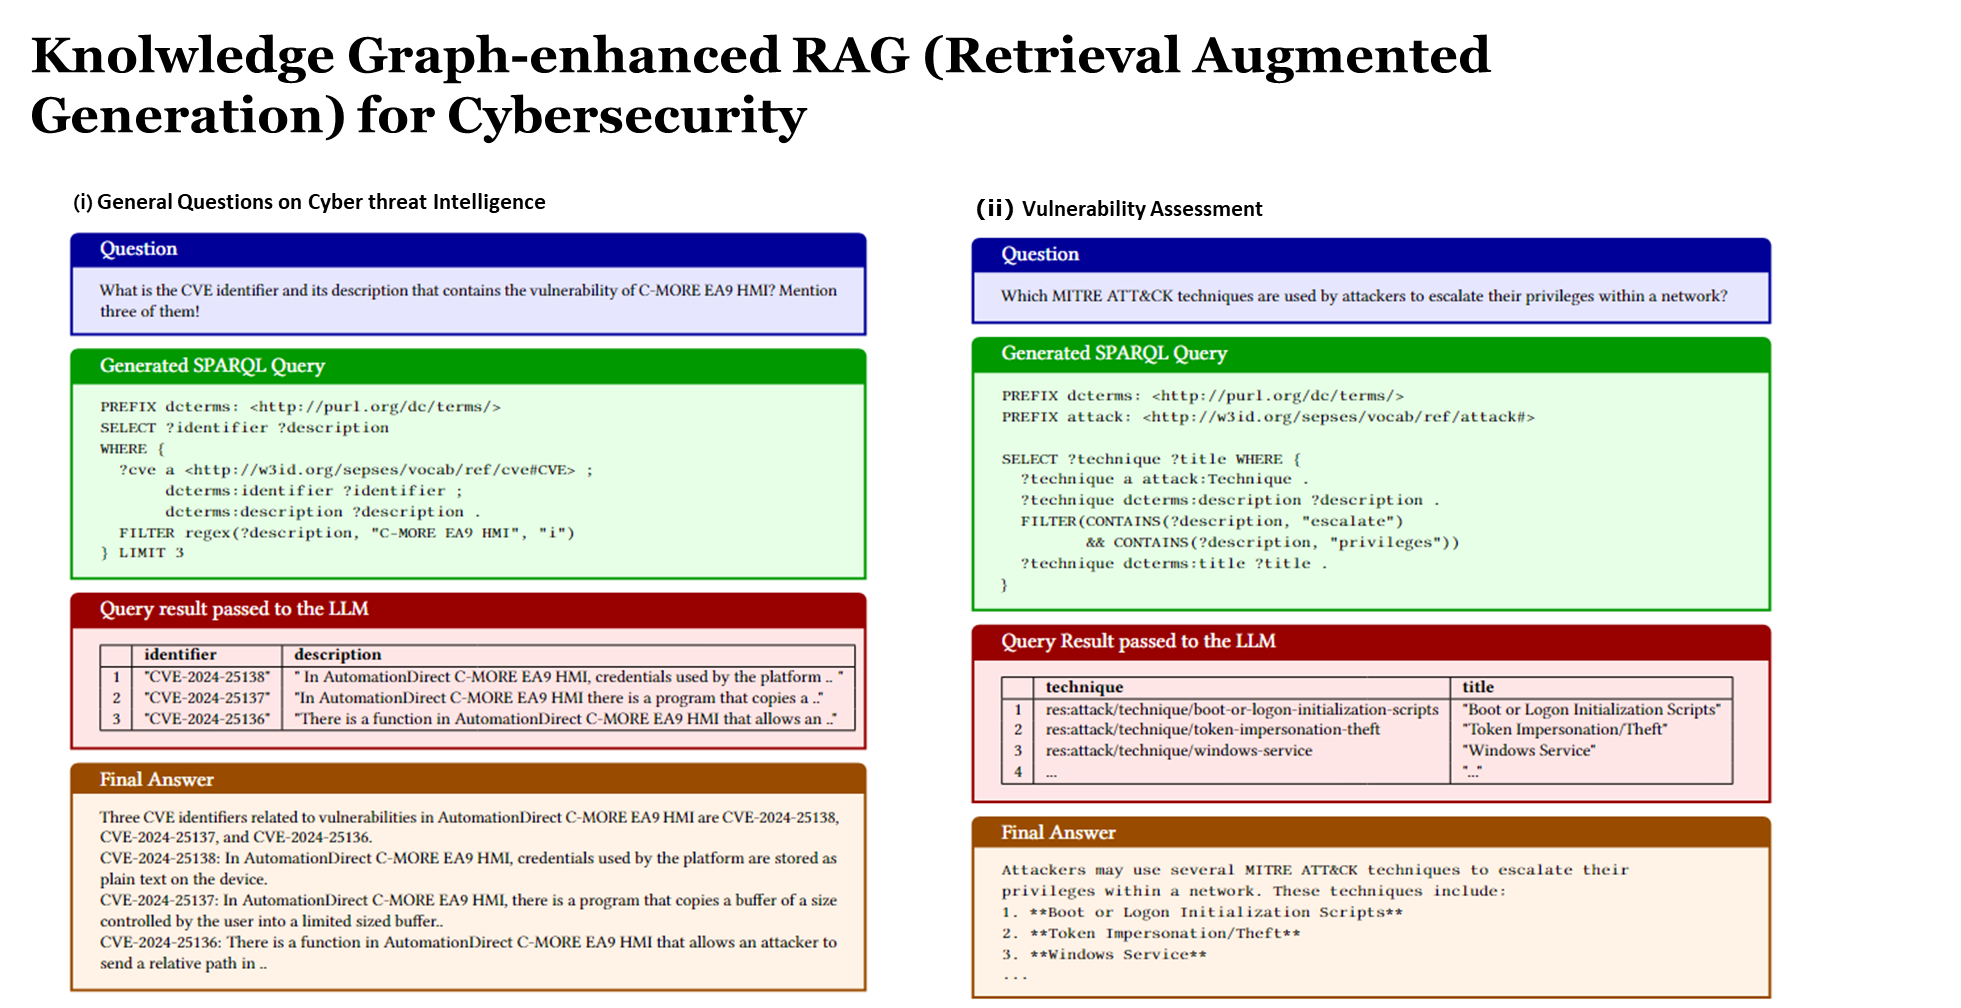 Knolwledge Graph-enhanced RAG (Retrieval Augmented
Generation) for Cybersecurity
(i) General Questions on Cyber threat Intelligence
Question
What is the CVE identifier and its description that contains the vulnerability of C-MORE EA9 HMI? Mention
three of them!
Generated SPARQL Query
PREFIX dcterms: <http://purl.org/dc/terms/>
SELECT ?identifier ?description
WHERE {
?cve a <http://w3id.org/sepses/vocab/ref/cve#CVE> ;
dcterms:identifier ?identifier ;
dcterms:description ?description .
FILTER regex(?description, "C-MORE EA9 HMI", "i")
} LIMIT 3
Query result passed to the LLM
identifier description
1 "CVE-2024-25138" " In AutomationDirect C-MORE EA9 HMI, credentials used by the platform .. "
2 "CVE-2024-25137" "In AutomationDirect C-MORE EA9 HMI there is a program that copies a .."
3 "CVE-2024-25136" "There is a function in AutomationDirect C-MORE EA9 HMI that allows an .."
Final Answer
Three CVE identifiers related to vulnerabilities in AutomationDirect C-MORE EA9 HMI are CVE-2024-25138,
CVE-2024-25137, and CVE-2024-25136.
CVE-2024-25138: In AutomationDirect C-MORE EA9 HMI, credentials used by the platform are stored as
plain text on the device.
CVE-2024-25137: In AutomationDirect C-MORE EA9 HMI, there is a program that copies a buffer of a size
controlled by the user into a limited sized buffer..
CVE-2024-25136: There is a function in AutomationDirect C-MORE EA9 HMI that allows an attacker to
send a relative path in ..
(ii) Vulnerability Assessment
Question
Which MITRE ATT&CK techniques are used by attackers to escalate their privileges within a network?
Generated SPARQL Query
PREFIX dcterms: <http://purl.org/dc/terms/>
PREFIX attack: <http://w3id.org/sepses/vocab/ref/attack#>
SELECT ?technique ?title WHERE {
?technique a attack:Technique .
?technique dcterms:description ?description .
FILTER(CONTAINS(?description, "escalate")
&& CONTAINS(?description, "privileges"))
?technique dcterms:title ?title .
}
Query Result passed to the LLM
technique title
1 res:attack/technique/boot-or-logon-initialization-scripts "Boot or Logon Initialization Scripts"
2 res:attack/technique/token-impersonation-theft "Token Impersonation/Theft"
3 res:attack/technique/windows-service "Windows Service"
4 ... "..."
Final Answer
Attackers may use several MITRE ATT&CK techniques to escalate their
privileges within a network. These techniques include:
1. **Boot or Logon Initialization Scripts**
2. **Token Impersonation/Theft**
3. **Windows Service**
...